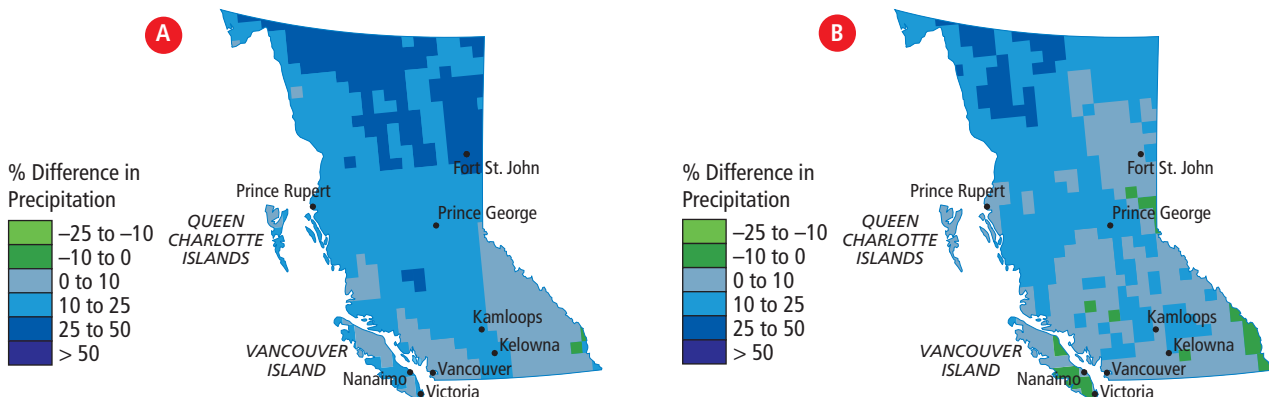 A
% Difference in
Precipitation
–25 to –10
–10 to 0
0 to 10
10 to 25
25 to 50
> 50
Fort St. John
Prince Rupert
QUEEN
CHARLOTTE
ISLANDS
Prince George
Kamloops
Kelowna
VANCOUVER
ISLAND
Vancouver
Nanaimo
Victoria
B
% Difference in
Precipitation
–25 to –10
–10 to 0
0 to 10
10 to 25
25 to 50
> 50
Fort St. John
Prince Rupert
QUEEN
CHARLOTTE
ISLANDS
Prince George
Kamloops
Kelowna
VANCOUVER
ISLAND
Vancouver
Nanaimo
Victoria